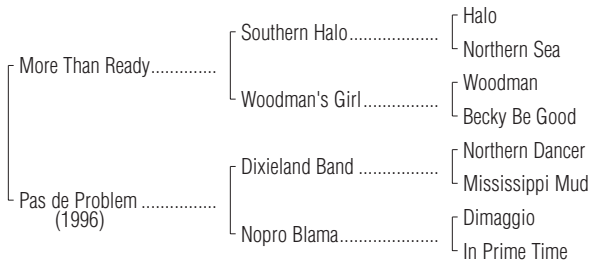 More Than Ready..............
Pas de Problem ................
(1996)
Southern Halo...................
Woodman's Girl................
Dixieland Band .................
Nopro Blama.....................
Halo
Northern Sea
Woodman
Becky Be Good
Northern Dancer
Mississippi Mud
Dimaggio
In Prime Time